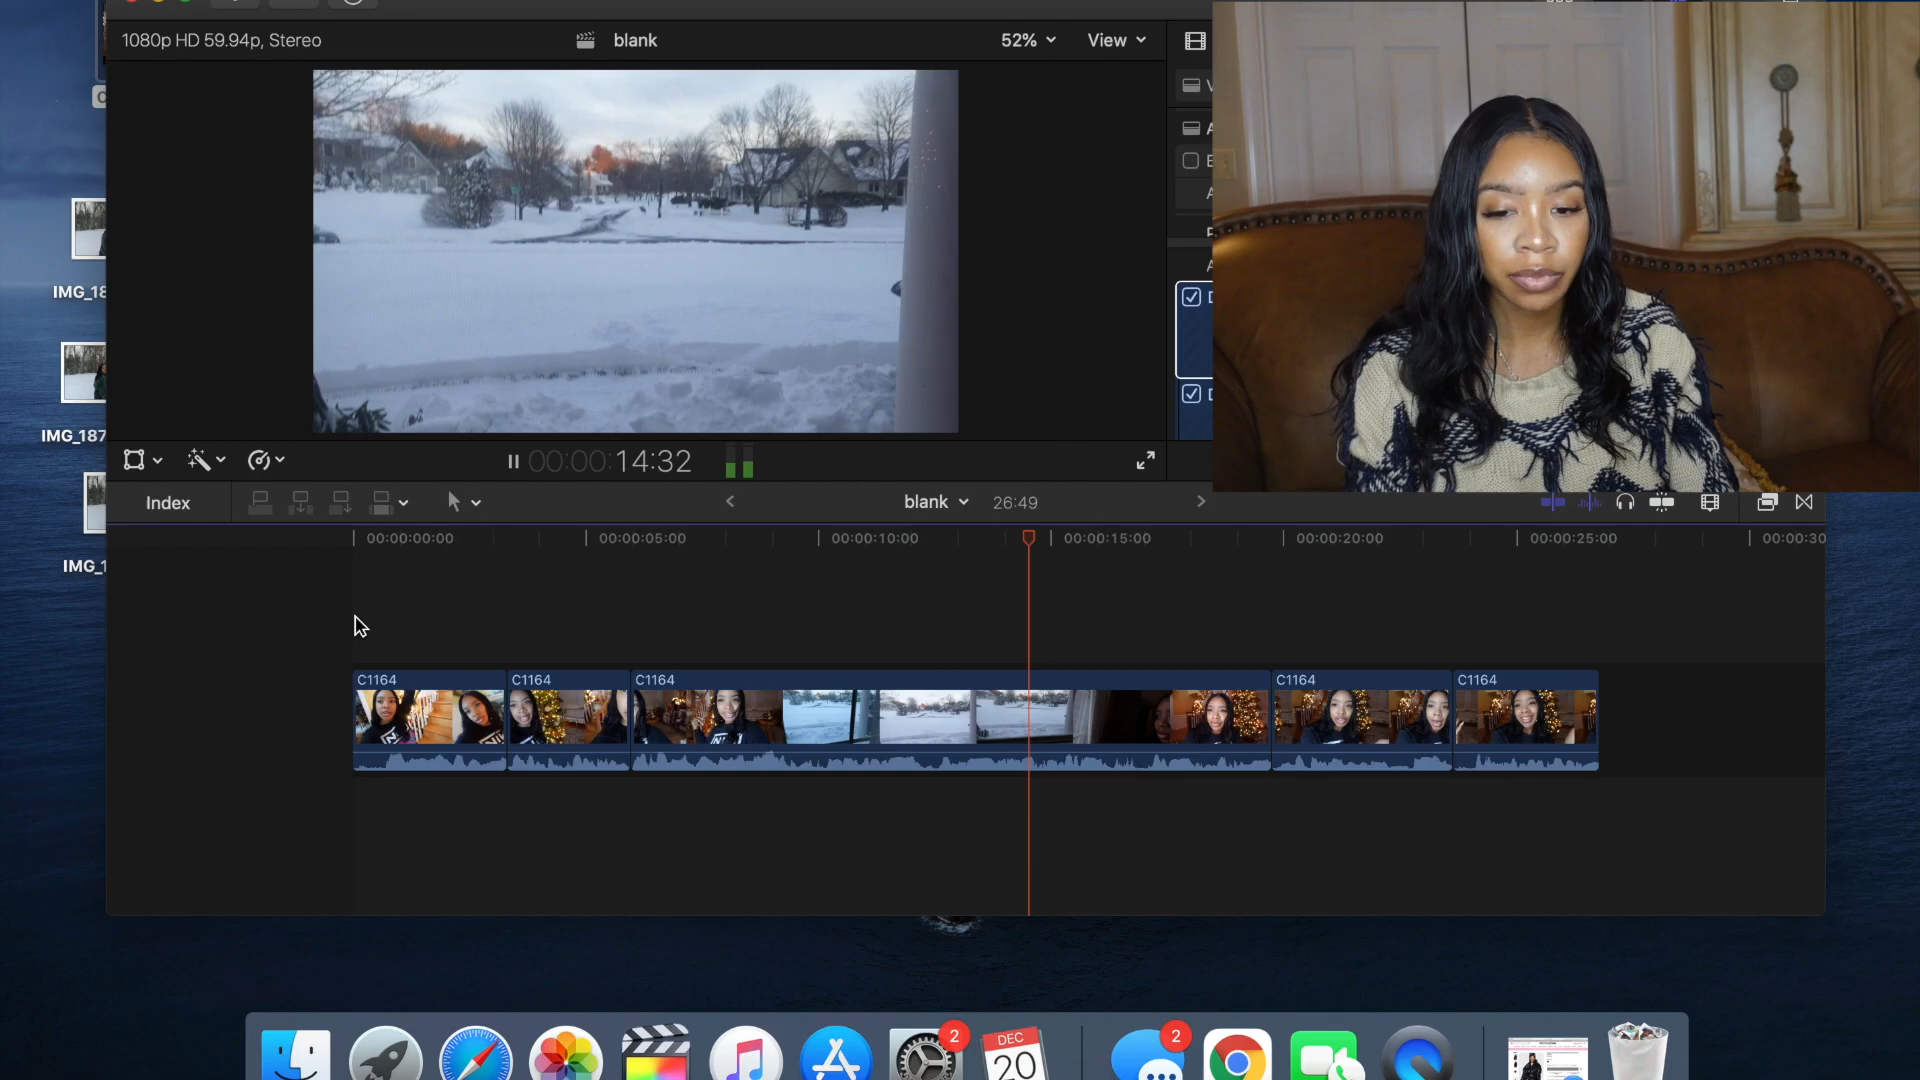 1080p HD 59.94p, Stereo
blank
52%
View
IMG_18
IMG_187
IMG_1
00:00:00:14:32
Index
blank
26:49
00:00:00:00
00:00:05:00
00:00:10:00
00:00:15:00
00:00:20:00
00:00:25:00
00:00:30
C1164
C1164
C1164
C1164
C1164
2
DEC
20
2